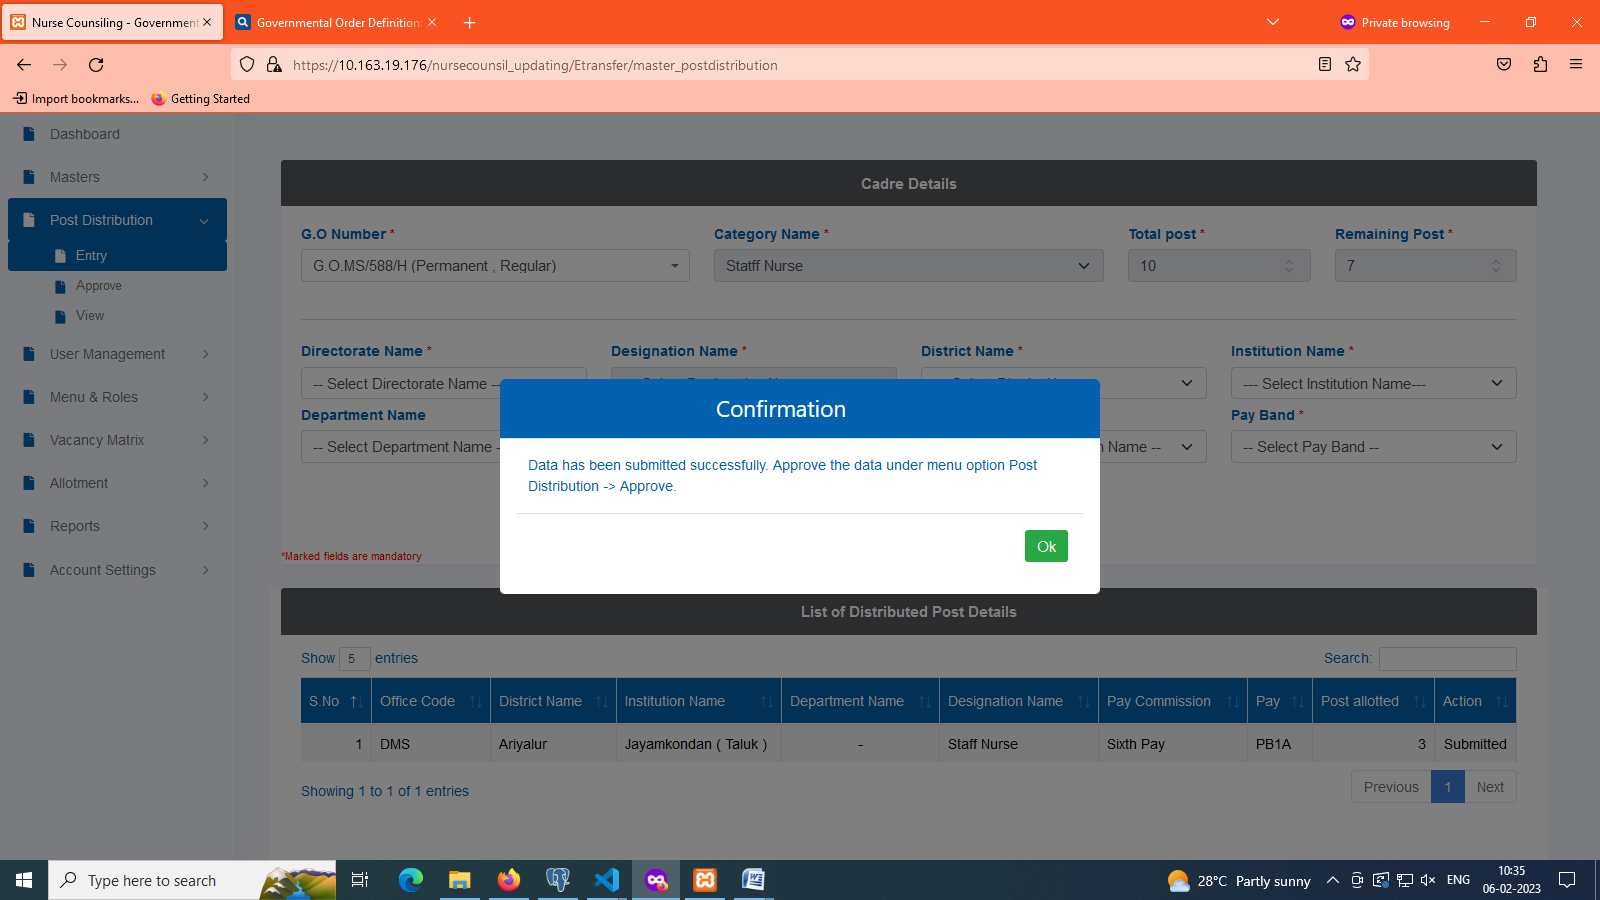 Nurse Counsiling - Government
Governmental Order Definition
Private browsing
https://10.163.19.176/nursecounsil_updating/Etransfer/master_postdistribution
Import bookmarks...
Getting Started
Dashboard
Masters
Post Distribution
Entry
Approve
View
User Management
Menu & Roles
Vacancy Matrix
Allotment
Reports
Account Settings
Cadre Details
G.O Number *
Category Name *
Total post *
Remaining Post *
G.O.MS/588/H (Permanent , Regular)
Statff Nurse
10
7
Directorate Name *
Designation Name *
District Name *
Institution Name *
-- Select Directorate Name --
--- Select Institution Name---
Department Name
Pay Band *
-- Select Department Name -
n Name --
-- Select Pay Band --
Confirmation
Data has been submitted successfully. Approve the data under menu option Post
Distribution -> Approve.
Ok
*Marked fields are mandatory
List of Distributed Post Details
Show 5 entries
Search:
S.No Office Code District Name Institution Name Department Name Designation Name Pay Commission Pay Post allotted Action
1 DMS Ariyalur Jayamkondan ( Taluk ) - Staff Nurse Sixth Pay PB1A 3 Submitted
Showing 1 to 1 of 1 entries
Previous 1 Next
Type here to search
28°C Partly sunny
ENG
10:35
06-02-2023